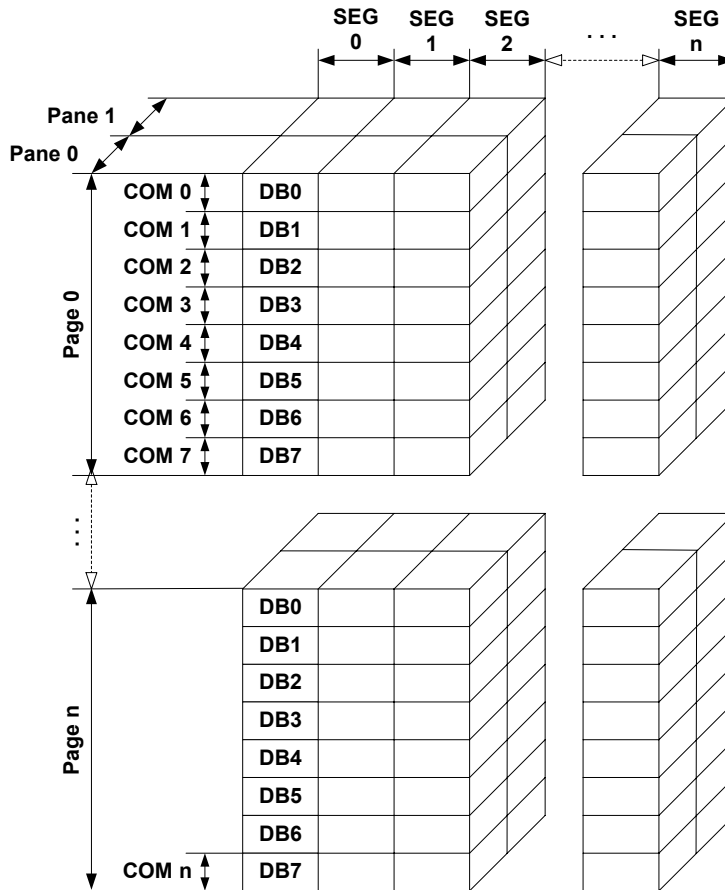 SEG 0
SEG 1
SEG 2
. . .
SEG n
Pane 1
Pane 0
Page 0
COM 0 DB0
COM 1 DB1
COM 2 DB2
COM 3 DB3
COM 4 DB4
COM 5 DB5
COM 6 DB6
COM 7 DB7
. . .
Page n
DB0
DB1
DB2
DB3
DB4
DB5
DB6
COM n DB7